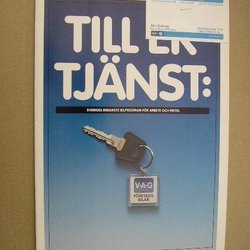 TILL ER
TJÄNST:
SVERIGES BREDASTE BILPROGRAM FÖR ARBETE OCH FRITID.
V·A·G
FÖRETAGS
BILAR